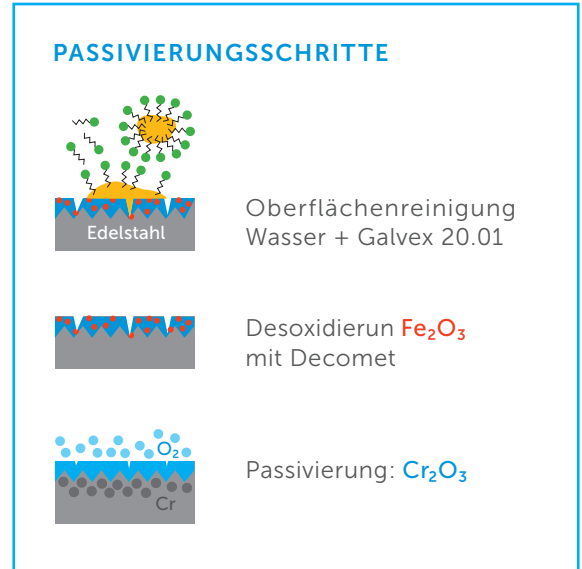 PASSIVIERUNGSSCHRITTE
Edelstahl
Oberflächenreinigung
Wasser + Galvex 20.01
Desoxidierun Fe₂O₃
mit Decomet
O₂
Cr
Passivierung: Cr₂O₃